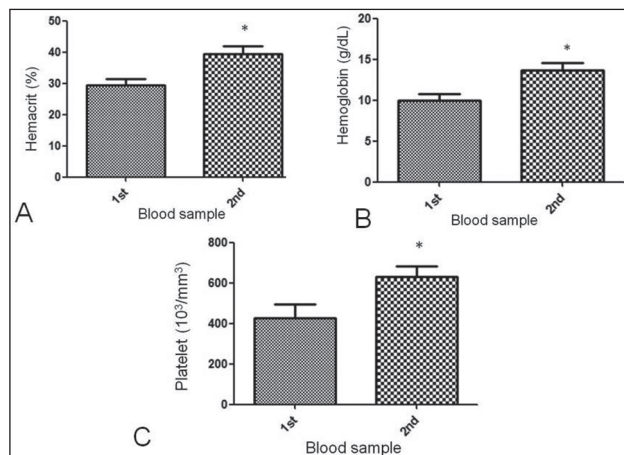 Hemacrit (%)
50
40
30
20
10
0
*
1st
2nd
Blood sample
A
Hemoglobin (g/dL)
20
15
10
5
0
*
1st
2nd
Blood sample
B
Platelet (10³/mm³)
800
600
400
200
0
*
1st
2nd
Blood sample
C